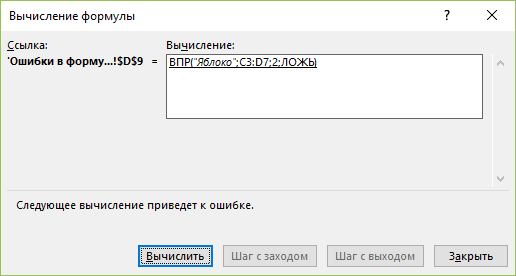 Вычисление формулы
Ссылка:
Вычисление:
'Ошибки в форму...!$D$9 = ВПР("Яблоко";C3:D7;2;ЛОЖЬ)
Следующее вычисление приведет к ошибке.
Вычислить Шаг с заходом Шаг с выходом Закрыть